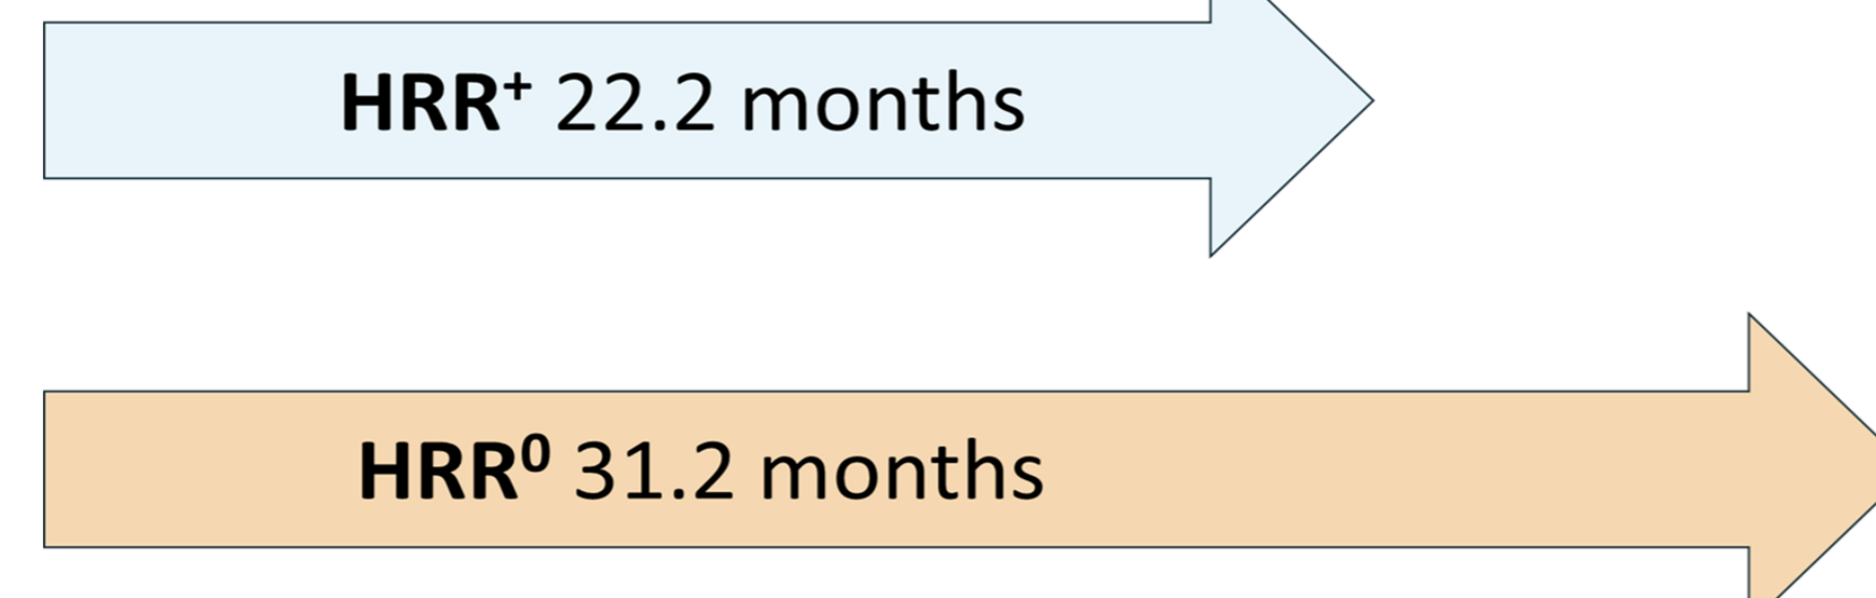 HRR⁺ 22.2 months
HRR⁰ 31.2 months